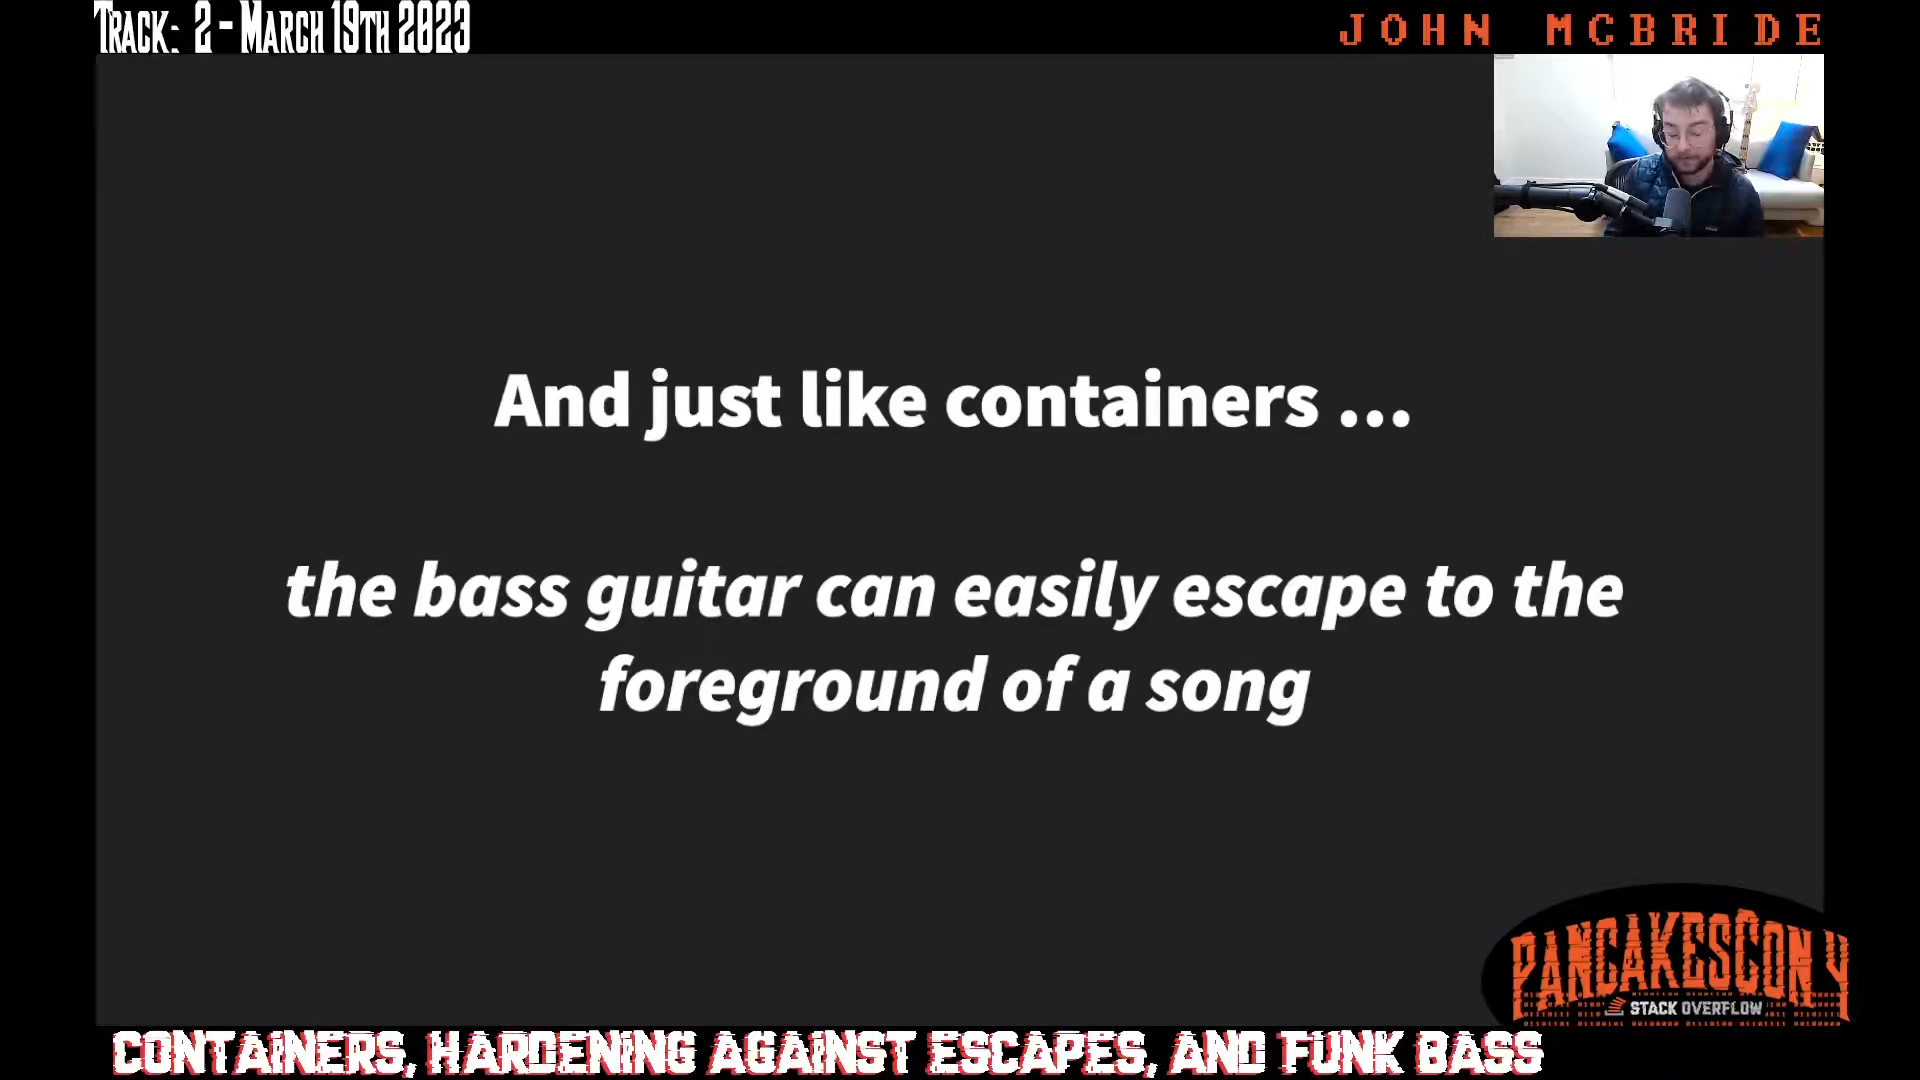 Track: 2 - March 19th 2023
JOHN MCBRIDE
And just like containers ...
the bass guitar can easily escape to the
foreground of a song
PANCAKESCON 4
STACK OVERFLOW
CONTAINERS, HARDENING AGAINST ESCAPES, AND FUNK BASS